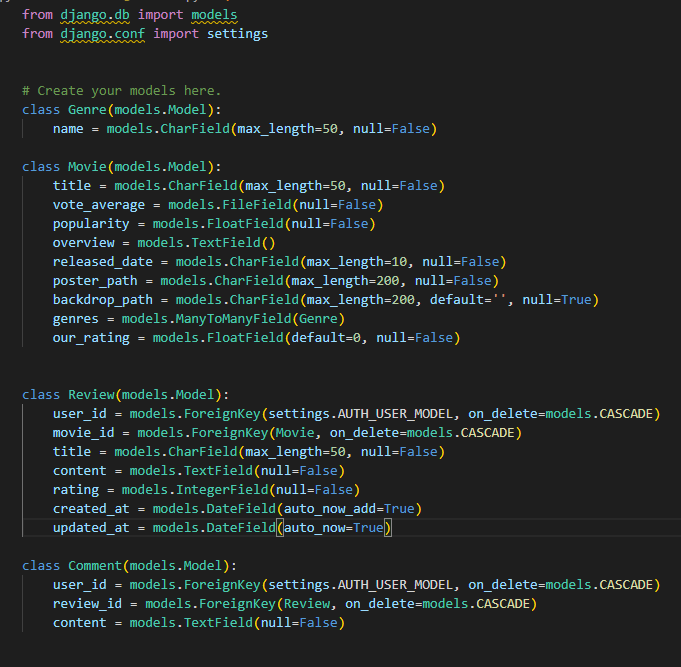 from django.db import models
from django.conf import settings
# Create your models here.
class Genre(models.Model):
    name = models.CharField(max_length=50, null=False)
class Movie(models.Model):
    title = models.CharField(max_length=50, null=False)
    vote_average = models.FileField(null=False)
    popularity = models.FloatField(null=False)
    overview = models.TextField()
    released_date = models.CharField(max_length=10, null=False)
    poster_path = models.CharField(max_length=200, null=False)
    backdrop_path = models.CharField(max_length=200, default='', null=True)
    genres = models.ManyToManyField(Genre)
    our_rating = models.FloatField(default=0, null=False)
class Review(models.Model):
    user_id = models.ForeignKey(settings.AUTH_USER_MODEL, on_delete=models.CASCADE)
    movie_id = models.ForeignKey(Movie, on_delete=models.CASCADE)
    title = models.CharField(max_length=50, null=False)
    content = models.TextField(null=False)
    rating = models.IntegerField(null=False)
    created_at = models.DateField(auto_now_add=True)
    updated_at = models.DateField(auto_now=True)
class Comment(models.Model):
    user_id = models.ForeignKey(settings.AUTH_USER_MODEL, on_delete=models.CASCADE)
    review_id = models.ForeignKey(Review, on_delete=models.CASCADE)
    content = models.TextField(null=False)